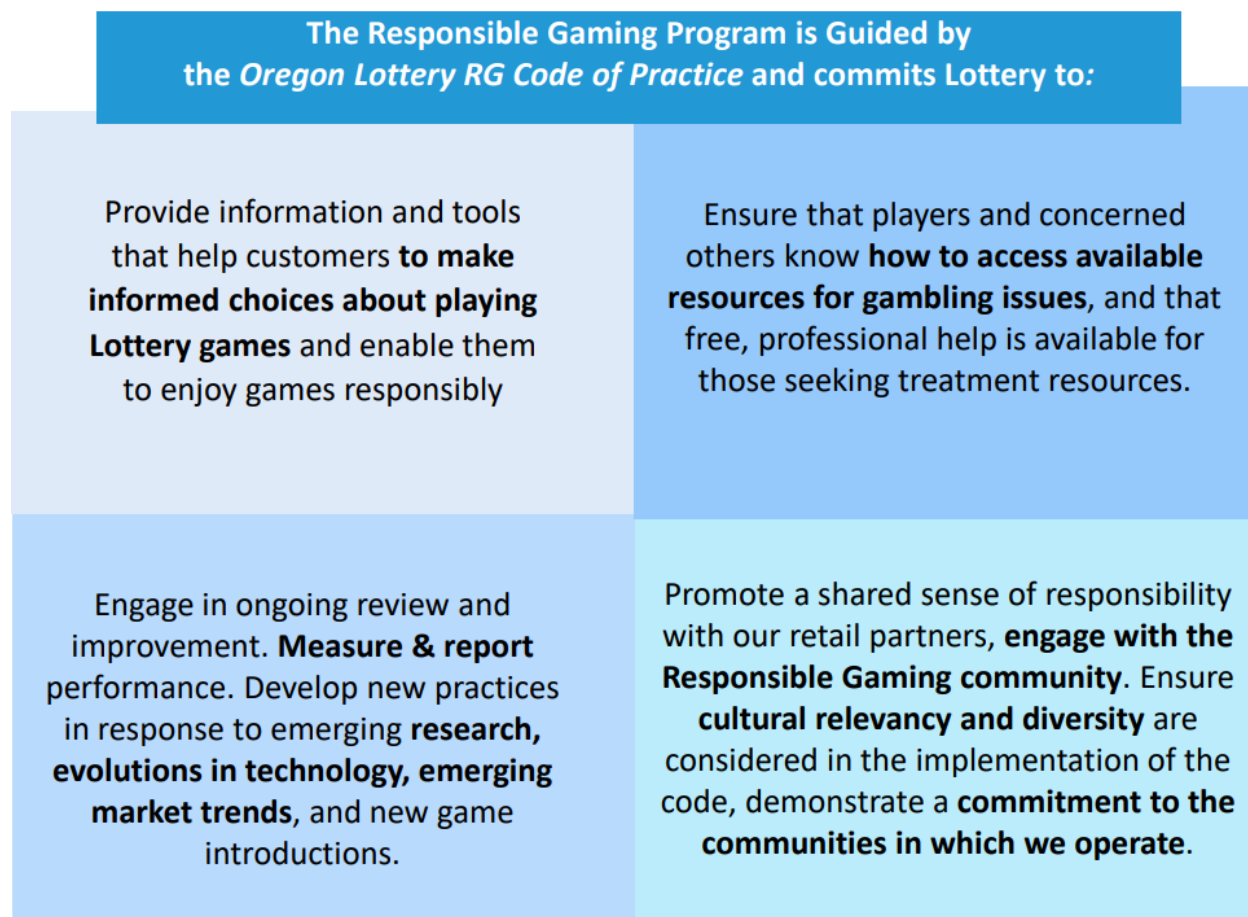 The Responsible Gaming Program is Guided by
the Oregon Lottery RG Code of Practice and commits Lottery to:
Provide information and tools
that help customers to make
informed choices about playing
Lottery games and enable them
to enjoy games responsibly
Ensure that players and concerned
others know how to access available
resources for gambling issues, and that
free, professional help is available for
those seeking treatment resources.
Engage in ongoing review and
improvement. Measure & report
performance. Develop new practices
in response to emerging research,
evolutions in technology, emerging
market trends, and new game
introductions.
Promote a shared sense of responsibility
with our retail partners, engage with the
Responsible Gaming community. Ensure
cultural relevancy and diversity are
considered in the implementation of the
code, demonstrate a commitment to the
communities in which we operate.